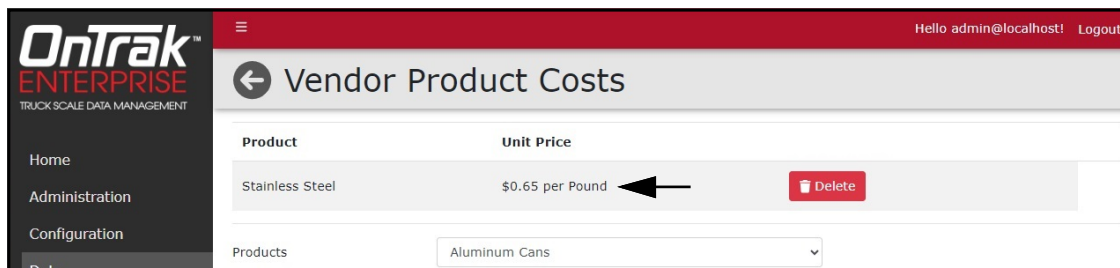 OnTrak™
ENTERPRISE
TRUCK SCALE DATA MANAGEMENT
Hello admin@localhost! Logout
Vendor Product Costs
Home
Administration
Configuration
Product Unit Price
Stainless Steel $0.65 per Pound Delete
Products Aluminum Cans